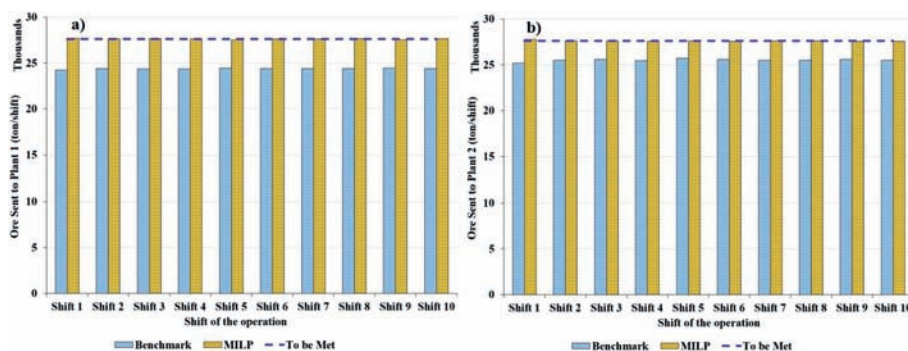 a)
Thousands
Ore Sent to Plant 1 (ton/shift)
30
25
20
15
10
5
0
Shift 1 Shift 2 Shift 3 Shift 4 Shift 5 Shift 6 Shift 7 Shift 8 Shift 9 Shift 10
Shift of the operation
Benchmark MILP To be Met
b)
Thousands
Ore Sent to Plant 2 (ton/shift)
30
25
20
15
10
5
0
Shift 1 Shift 2 Shift 3 Shift 4 Shift 5 Shift 6 Shift 7 Shift 8 Shift 9 Shift 10
Shift of the operation
Benchmark MILP To be Met